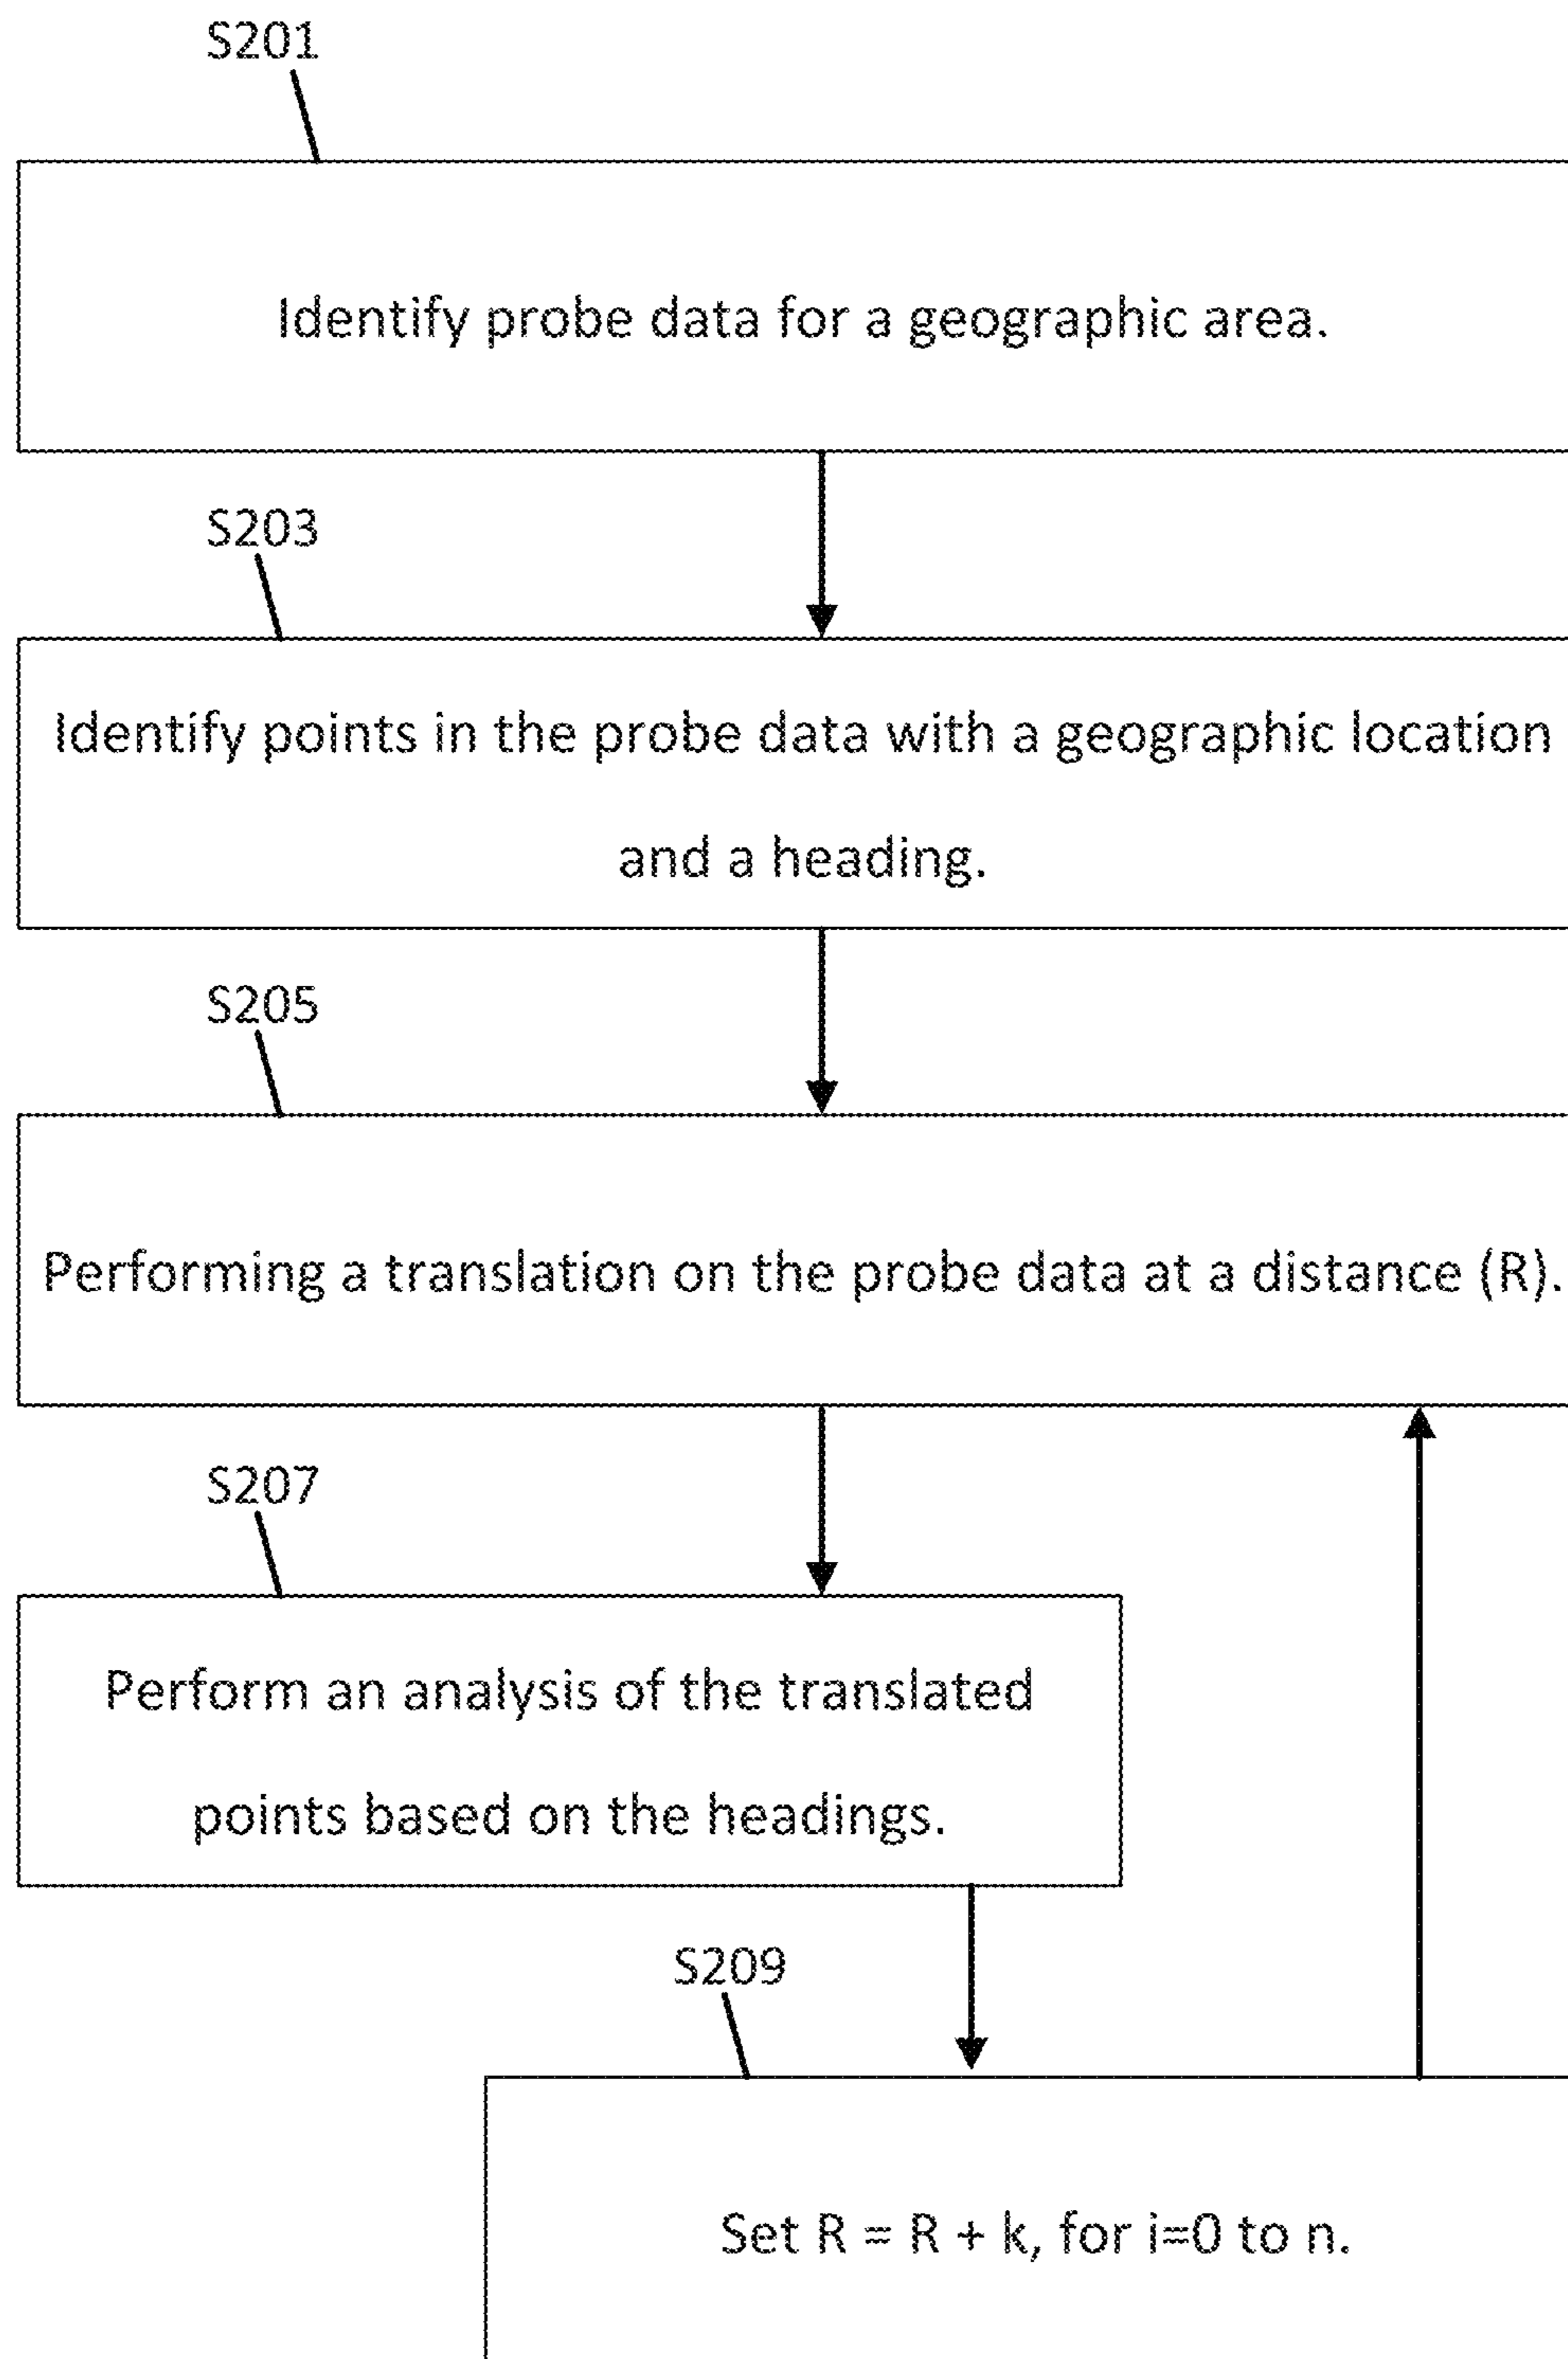 S201
Identify probe data for a geographic area.
S203
Identify points in the probe data with a geographic location
and a heading.
S205
Performing a translation on the probe data at a distance (R).
S207
Perform an analysis of the translated
points based on the headings.
S209
Set R = R + k, for i=0 to n.